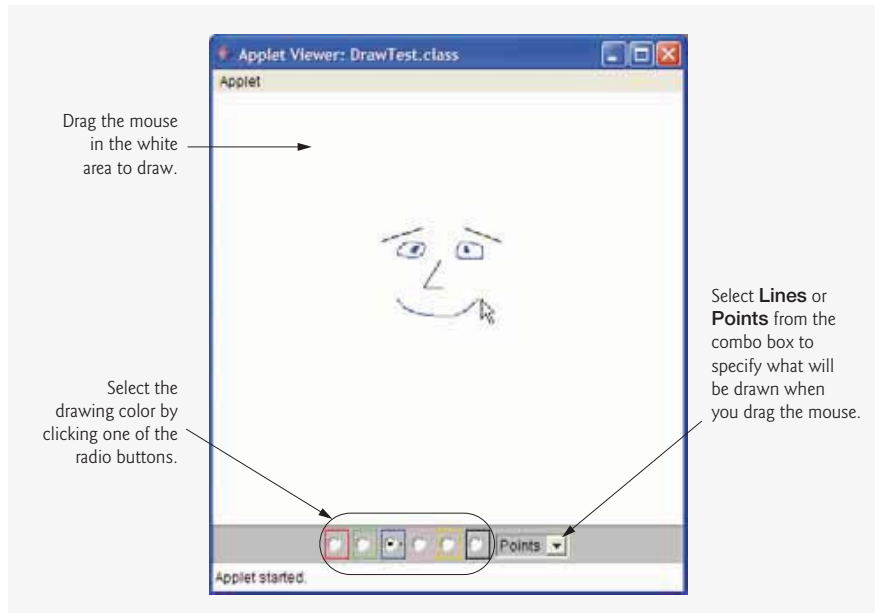 Applet Viewer: DrawTest.class
Applet
Drag the mouse
in the white
area to draw.
Select Lines or
Points from the
combo box to
specify what will
be drawn when
you drag the mouse.
Select the
drawing color by
clicking one of the
radio buttons.
Points
Applet started.